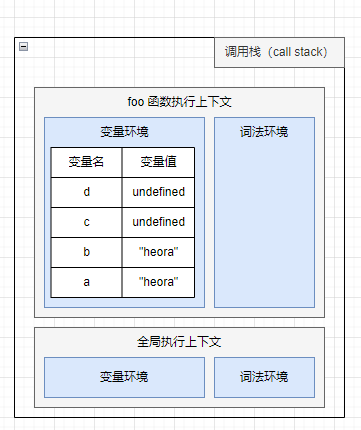 调用栈（call stack）
foo 函数执行上下文
变量环境
词法环境
变量名 变量值
d undefined
c undefined
b "heora"
a "heora"
全局执行上下文
变量环境
词法环境